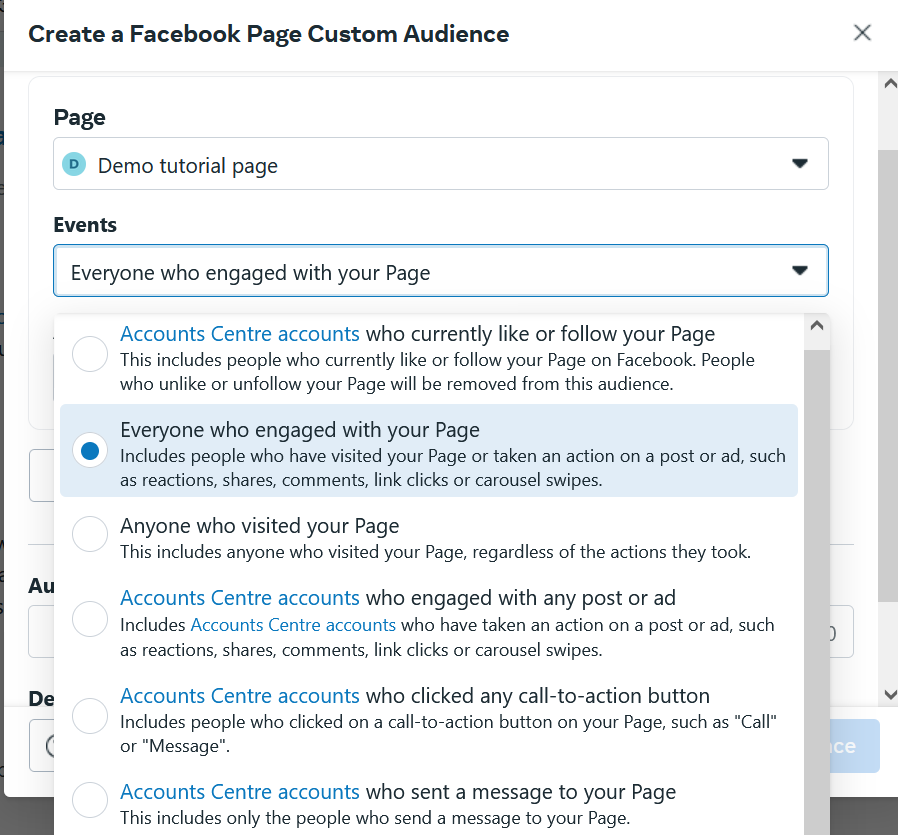 Create a Facebook Page Custom Audience
Page
D Demo tutorial page
Events
Everyone who engaged with your Page
Accounts Centre accounts who currently like or follow your Page
This includes people who currently like or follow your Page on Facebook. People
who unlike or unfollow your Page will be removed from this audience.
Everyone who engaged with your Page
Includes people who have visited your Page or taken an action on a post or ad, such
as reactions, shares, comments, link clicks or carousel swipes.
Anyone who visited your Page
This includes anyone who visited your Page, regardless of the actions they took.
Accounts Centre accounts who engaged with any post or ad
Includes Accounts Centre accounts who have taken an action on a post or ad, such
as reactions, shares, comments, link clicks or carousel swipes.
Accounts Centre accounts who clicked any call-to-action button
Includes people who clicked on a call-to-action button on your Page, such as "Call"
or "Message".
Accounts Centre accounts who sent a message to your Page
This includes only the people who send a message to your Page.